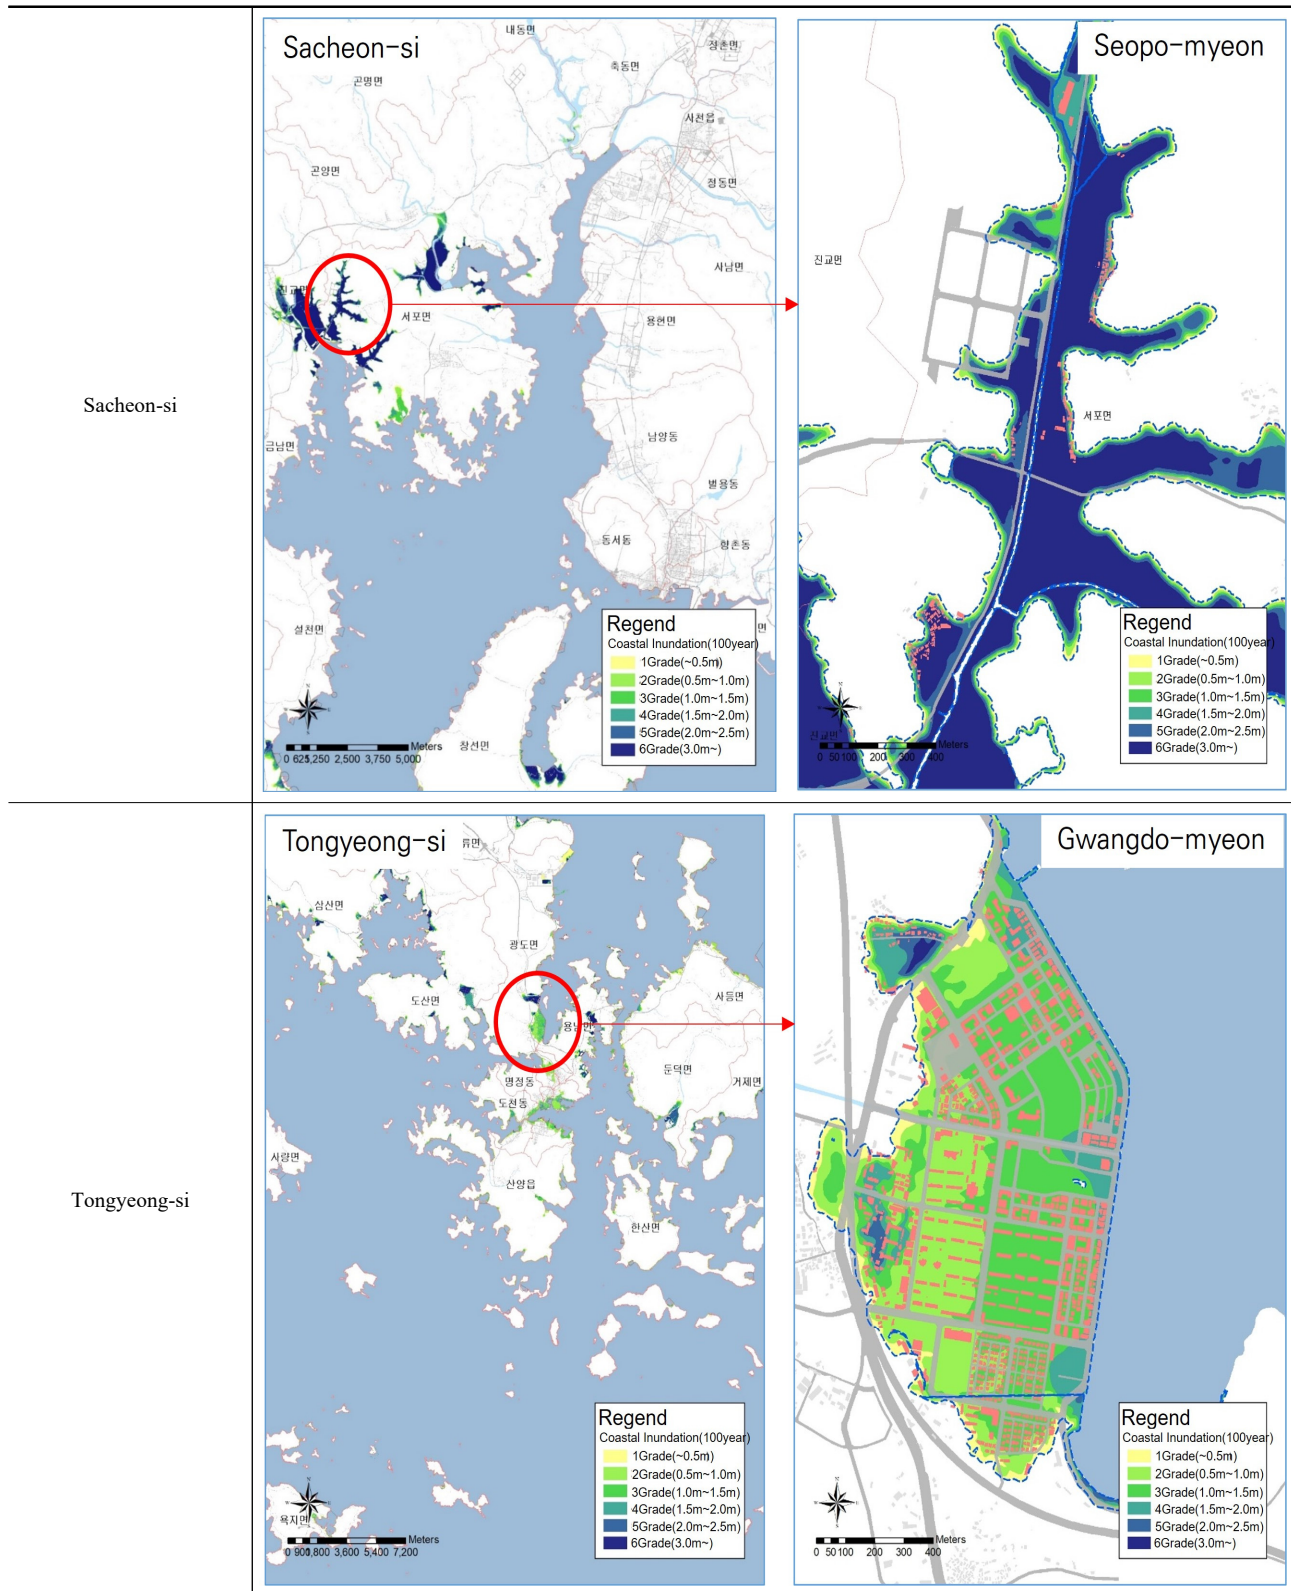 Sacheon-si
Sacheon-si
내동면
정촌면
축동면
곤명면
사천읍
곤양면
정동면
사남면
진교면
서포면
용현면
금남면
남양동
벌용동
동서동
향촌동
설천면
면
창선면
Regend
Coastal Inundation(100year)
1Grade(~0.5m)
2Grade(0.5m~1.0m)
3Grade(1.0m~1.5m)
4Grade(1.5m~2.0m)
5Grade(2.0m~2.5m)
6Grade(3.0m~)
Meters
0 625 1,250 2,500 3,750 5,000
Seopo-myeon
진교면
서포면
진교면
Regend
Coastal Inundation(100year)
1Grade(~0.5m)
2Grade(0.5m~1.0m)
3Grade(1.0m~1.5m)
4Grade(1.5m~2.0m)
5Grade(2.0m~2.5m)
6Grade(3.0m~)
Meters
0 50 100 200 300 400
Tongyeong-si
Tongyeong-si
류면
삼산면
광도면
도산면
사등면
용남면
둔덕면
거제면
명정동
도천동
사량면
산양읍
한산면
욕지면
Regend
Coastal Inundation(100year)
1Grade(~0.5m)
2Grade(0.5m~1.0m)
3Grade(1.0m~1.5m)
4Grade(1.5m~2.0m)
5Grade(2.0m~2.5m)
6Grade(3.0m~)
Meters
0 900 1,800 3,600 5,400 7,200
Gwangdo-myeon
Regend
Coastal Inundation(100year)
1Grade(~0.5m)
2Grade(0.5m~1.0m)
3Grade(1.0m~1.5m)
4Grade(1.5m~2.0m)
5Grade(2.0m~2.5m)
6Grade(3.0m~)
Meters
0 50 100 200 300 400